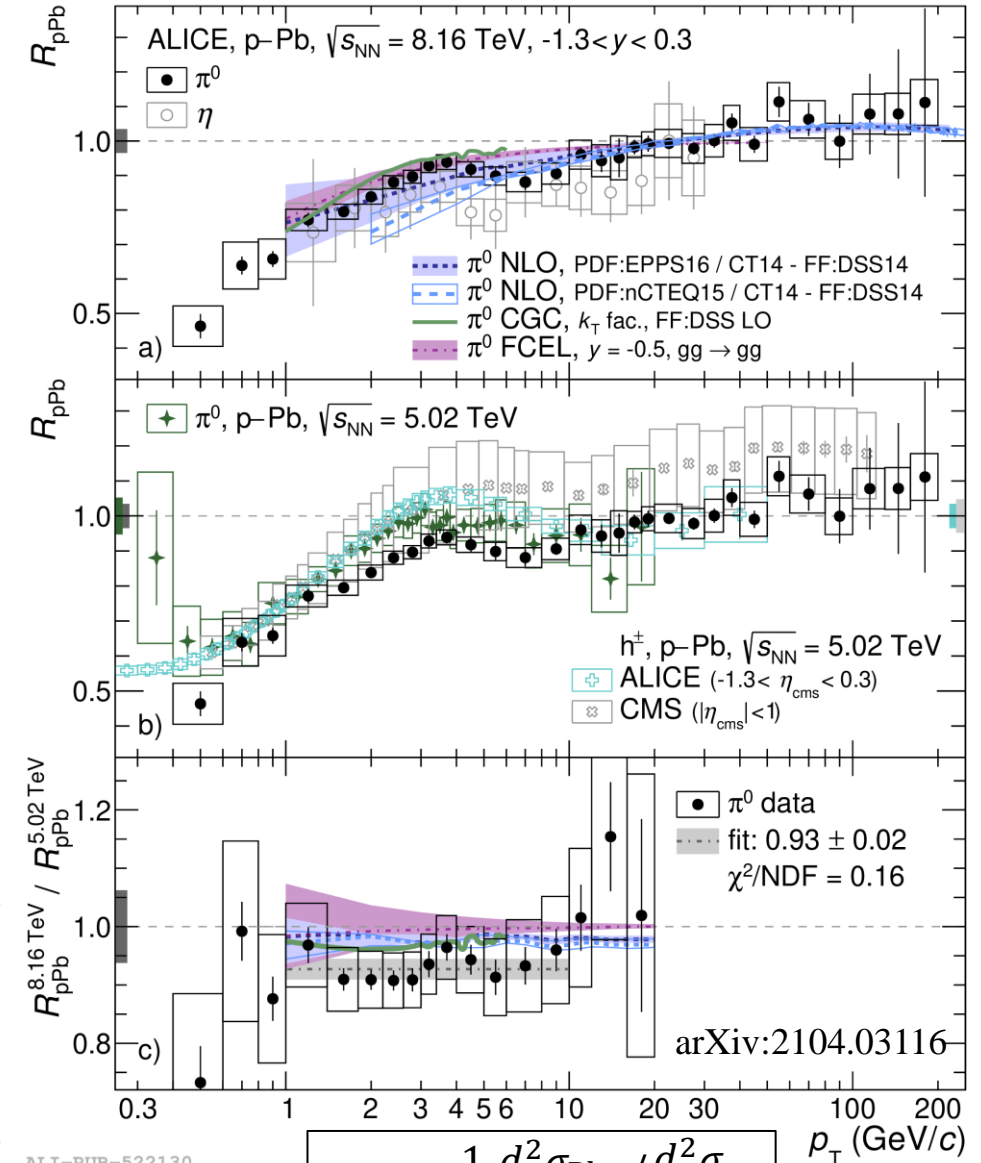 R_pPb
ALICE, p–Pb, √s_NN = 8.16 TeV, -1.3<y<0.3
π⁰
η
1.0
0.5
π⁰ NLO, PDF:EPPS16 / CT14 - FF:DSS14
π⁰ NLO, PDF:nCTEQ15 / CT14 - FF:DSS14
π⁰ CGC, k_T fac., FF:DSS LO
π⁰ FCEL, y = -0.5, gg → gg
a)
R_pPb
π⁰, p–Pb, √s_NN = 5.02 TeV
1.0
0.5
h±, p–Pb, √s_NN = 5.02 TeV
ALICE (-1.3< η_cms < 0.3)
CMS (|η_cms|<1)
b)
R_pPb^8.16 TeV / R_pPb^5.02 TeV
1.2
1.0
0.8
π⁰ data
fit: 0.93 ± 0.02
χ²/NDF = 0.16
c)
arXiv:2104.03116
0.3 1 2 3 4 5 6 10 20 30 100 200
p_T (GeV/c)